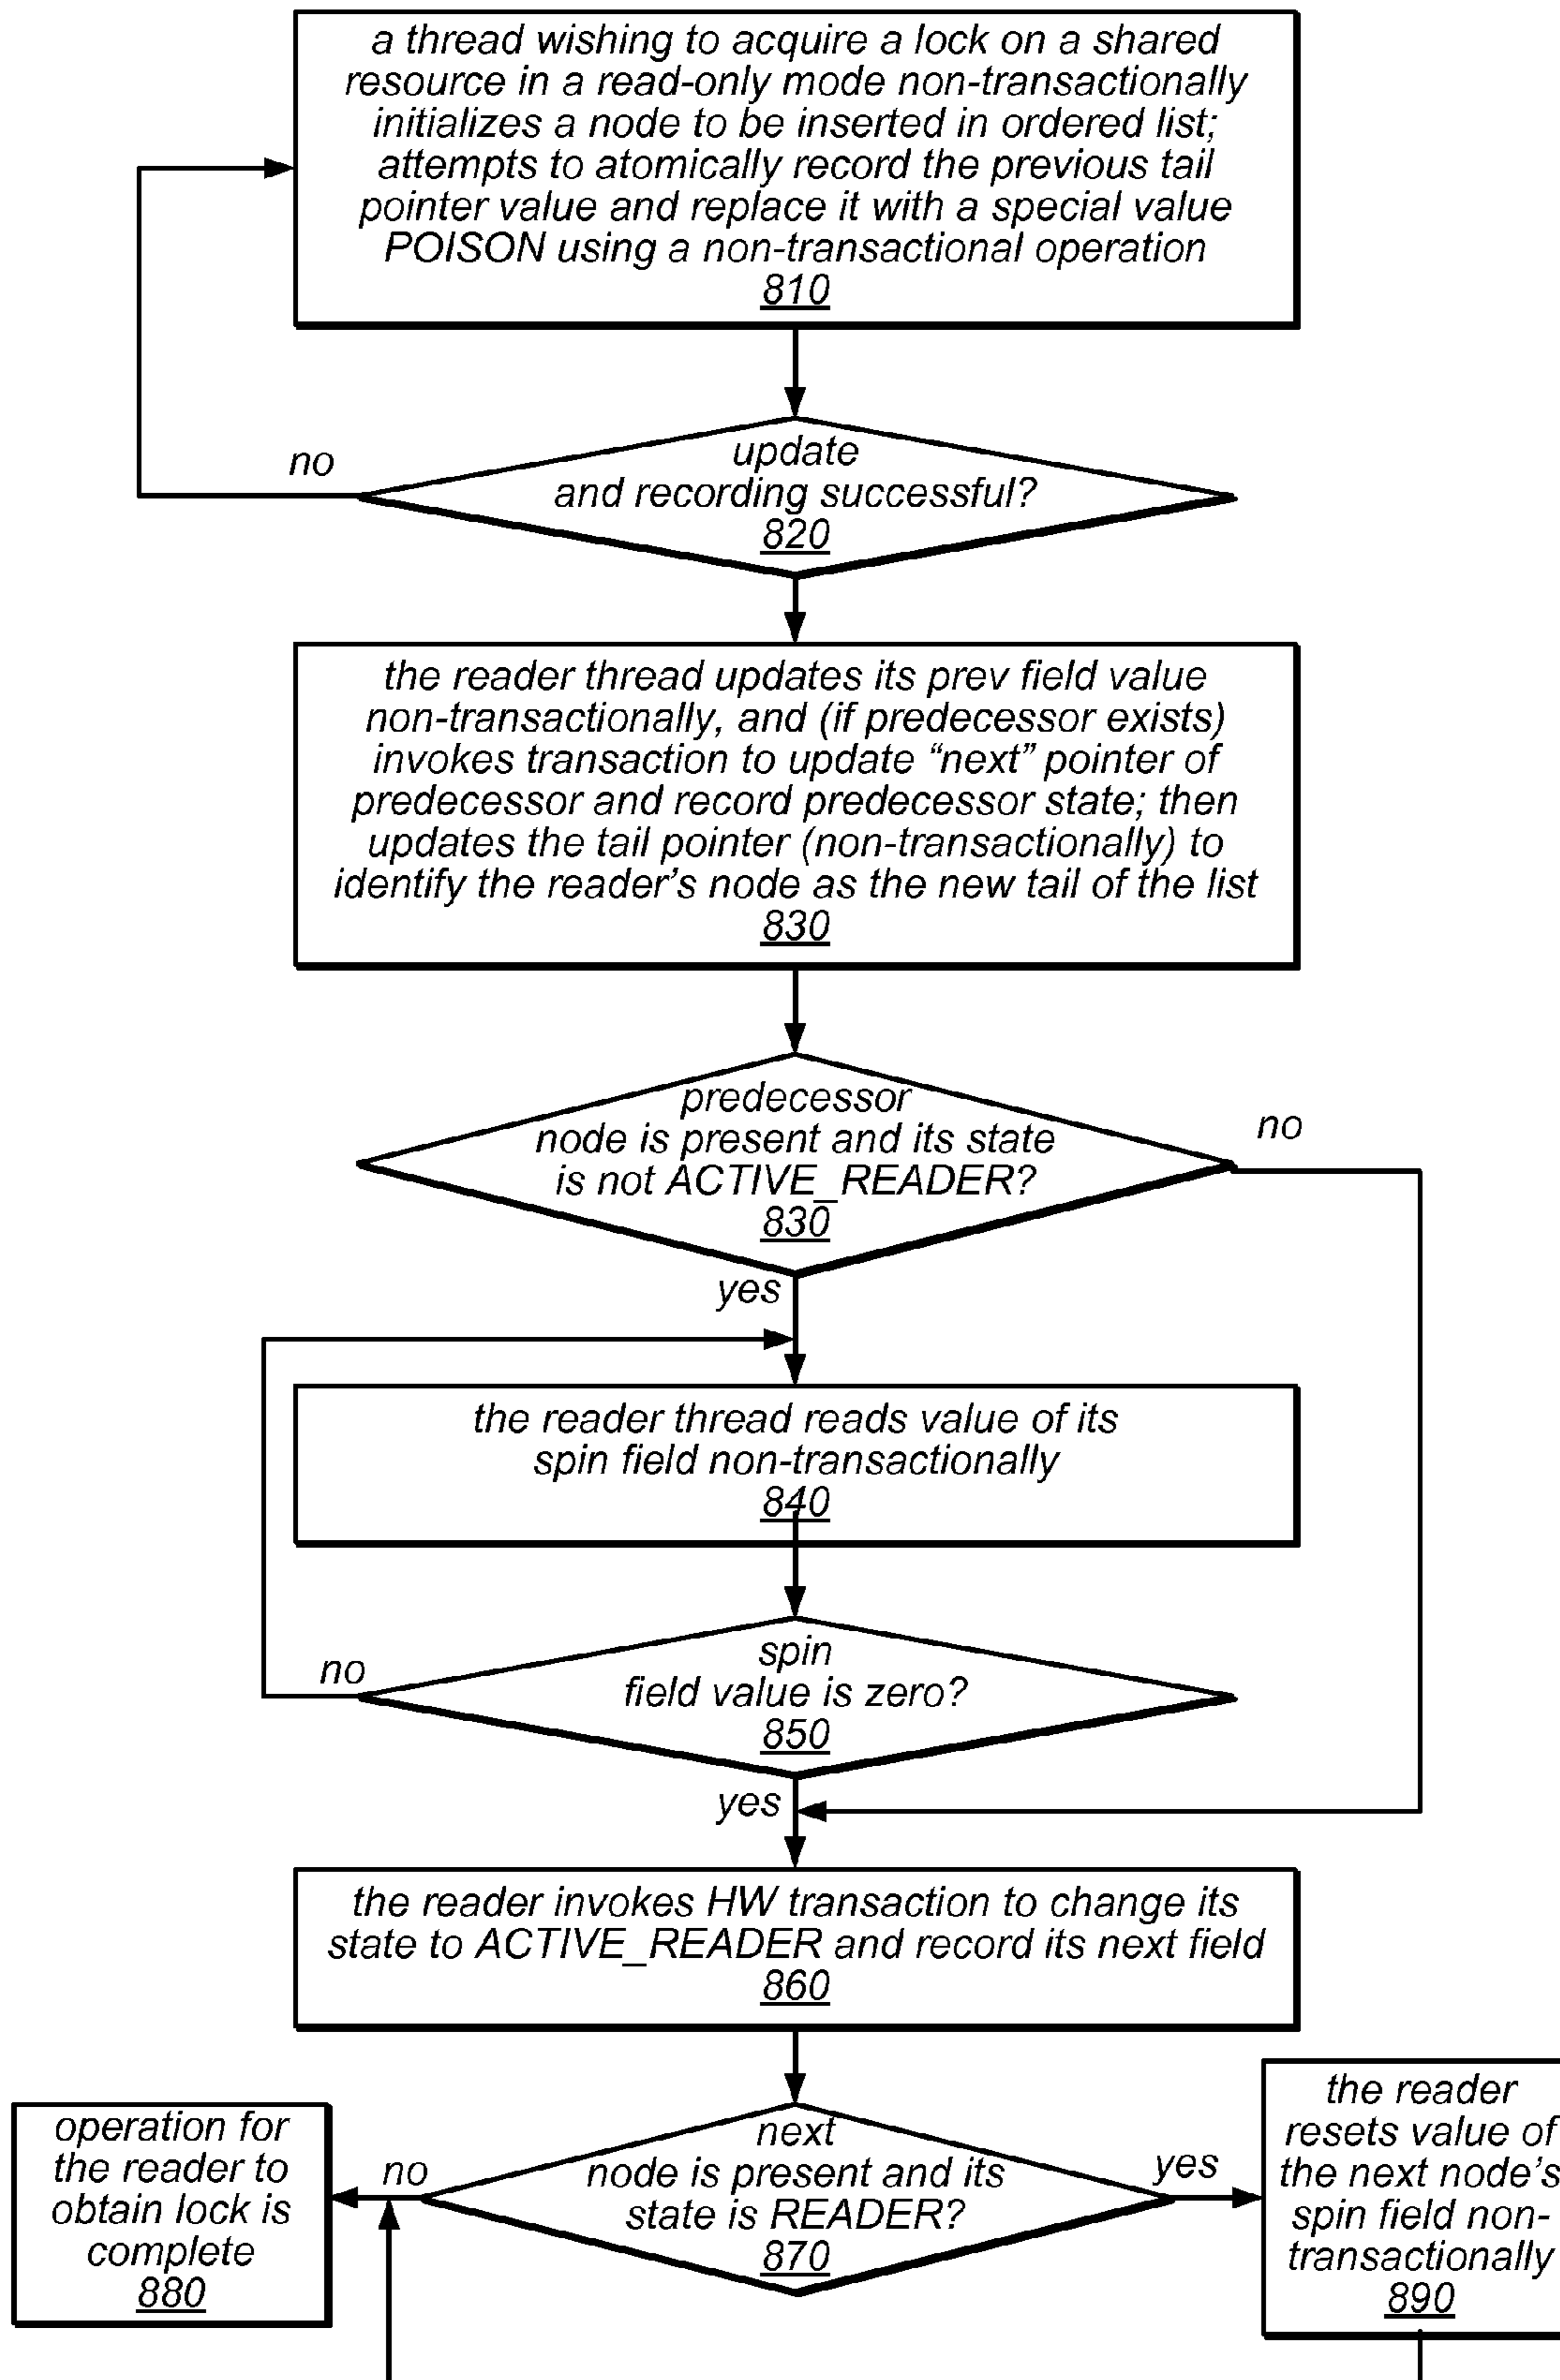 a thread wishing to acquire a lock on a shared
resource in a read-only mode non-transactionally
initializes a node to be inserted in ordered list;
attempts to atomically record the previous tail
pointer value and replace it with a special value
POISON using a non-transactional operation
810
no
update
and recording successful?
820
the reader thread updates its prev field value
non-transactionally, and (if predecessor exists)
invokes transaction to update “next” pointer of
predecessor and record predecessor state; then
updates the tail pointer (non-transactionally) to
identify the reader's node as the new tail of the list
830
predecessor
node is present and its state
is not ACTIVE_READER?
830
no
yes
the reader thread reads value of its
spin field non-transactionally
840
no
spin
field value is zero?
850
yes
the reader invokes HW transaction to change its
state to ACTIVE_READER and record its next field
860
operation for
the reader to
obtain lock is
complete
880
no
next
node is present and its
state is READER?
870
yes
the reader
resets value of
the next node's
spin field non-
transactionally
890